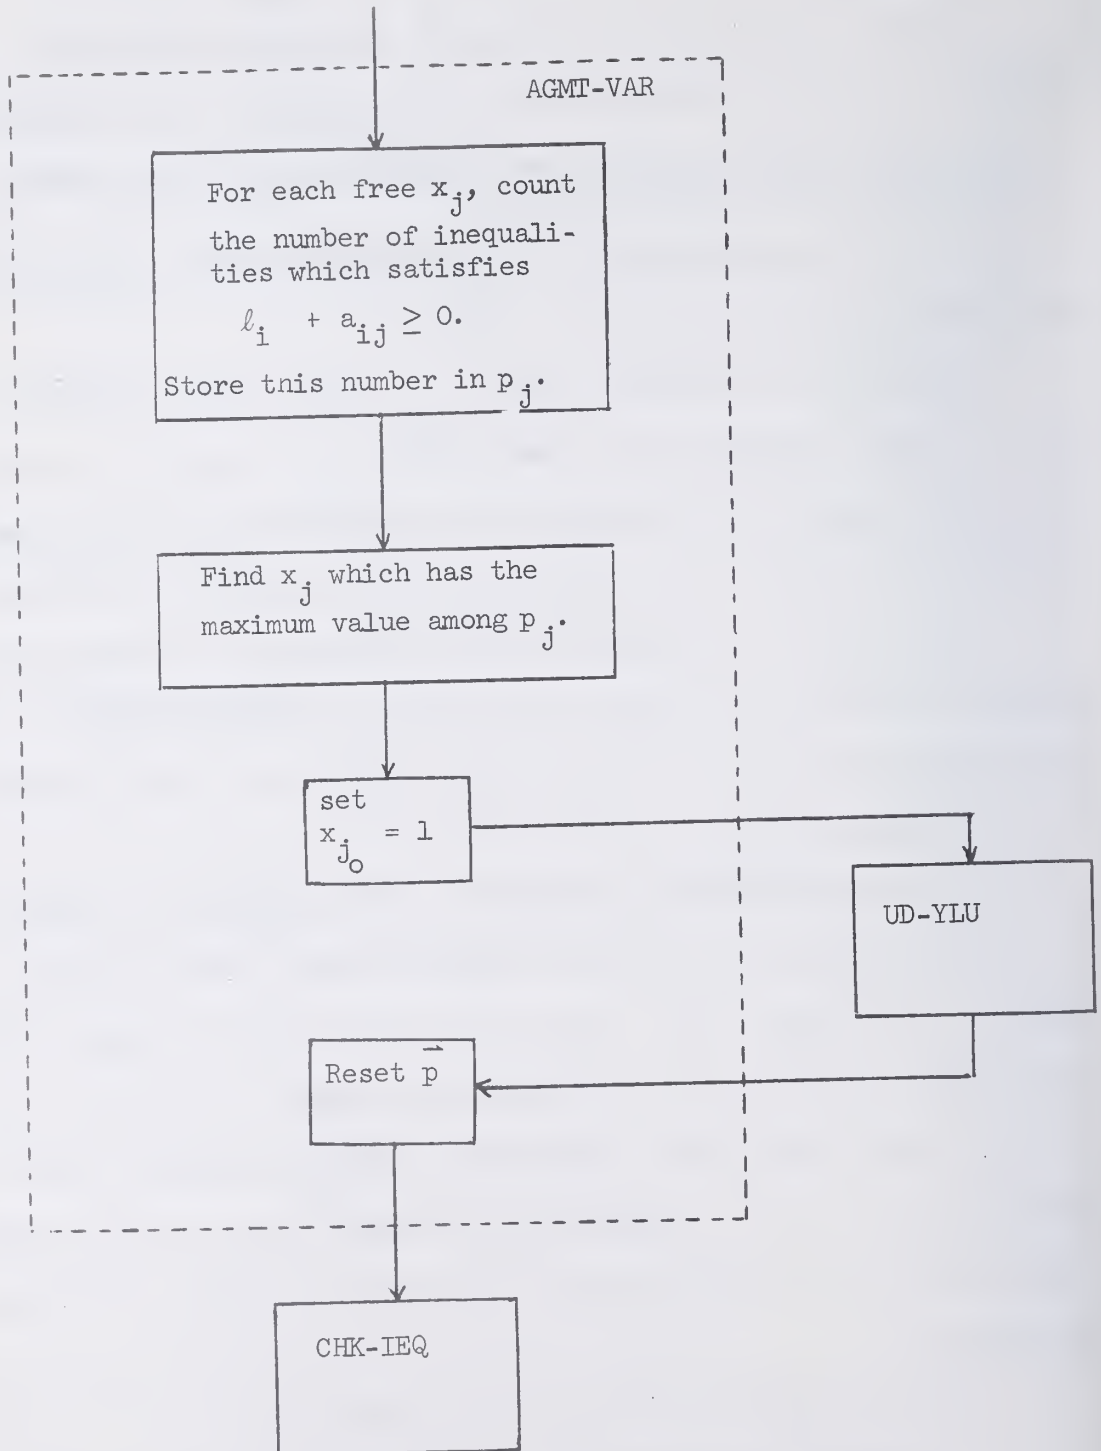 AGMT-VAR
For each free x_j, count
the number of inequali-
ties which satisfies
ℓ_i + a_ij ≥ 0.
Store tnis number in p_j.
Find x_j which has the
maximum value among p_j.
set
x_j_o = 1
UD-YLU
Reset p⃗
CHK-IEQ